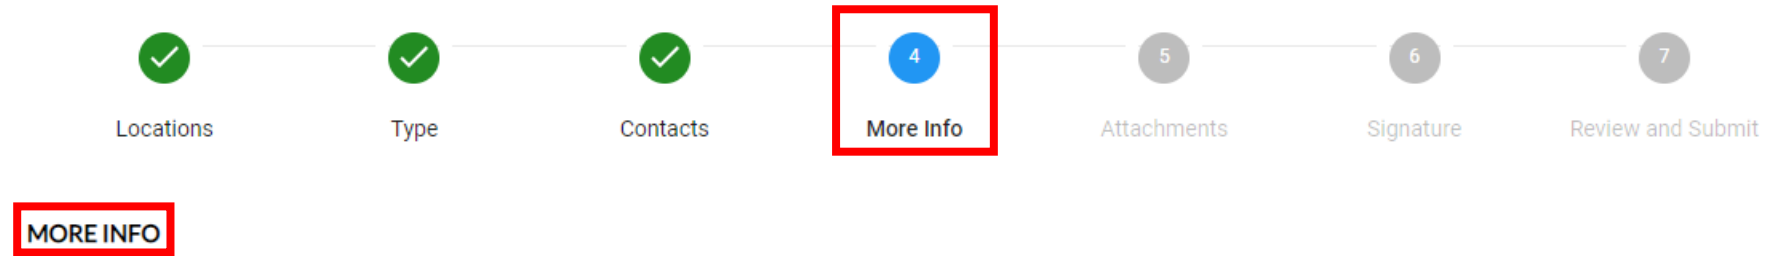 4 5 6 7
Locations Type Contacts More Info Attachments Signature Review and Submit
MORE INFO